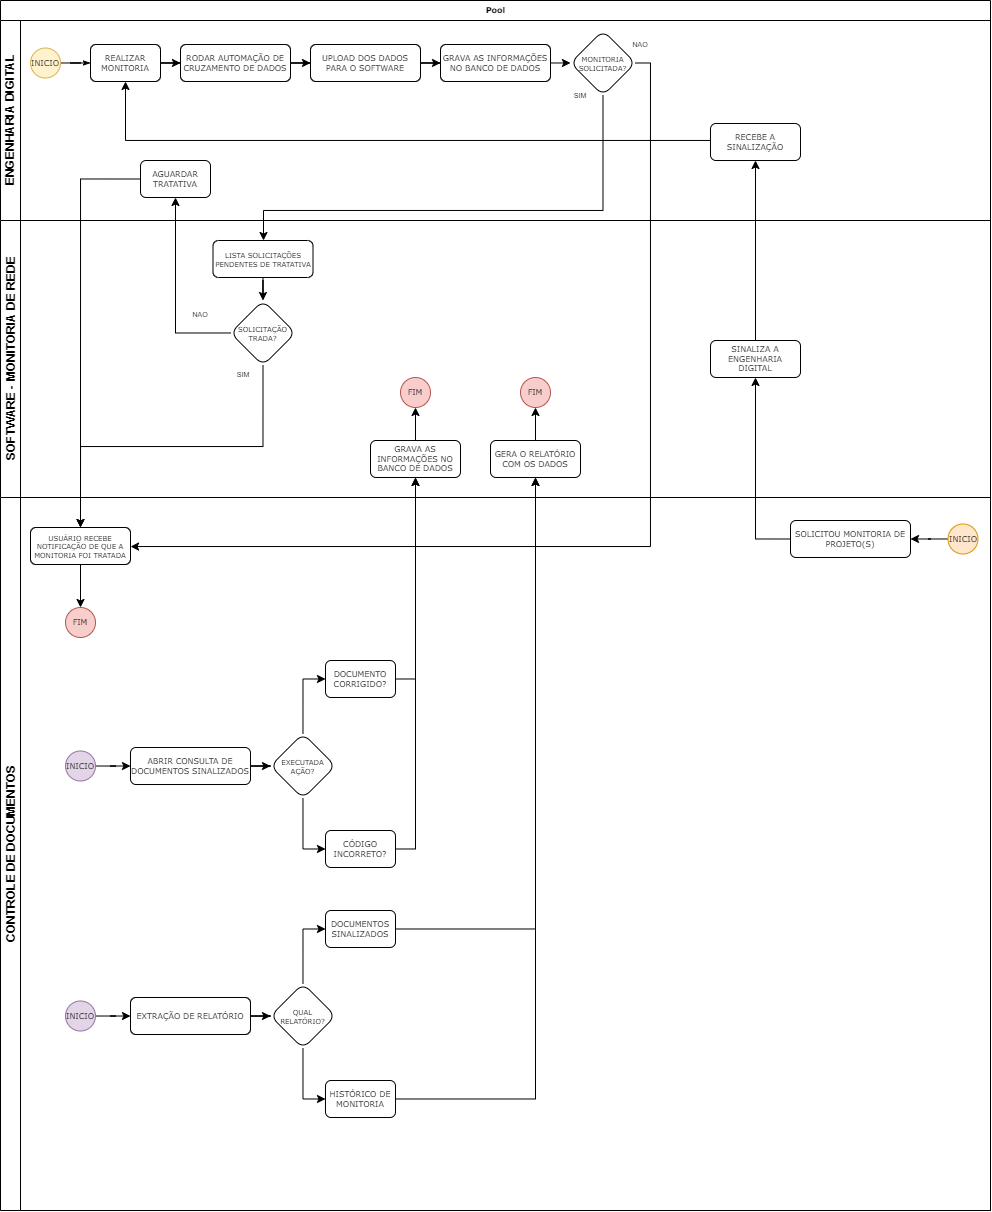 Pool
ENGENHARIA DIGITAL
INICIO
REALIZAR
MONITORIA
RODAR AUTOMAÇÃO DE
CRUZAMENTO DE DADOS
UPLOAD DOS DADOS
PARA O SOFTWARE
GRAVA AS INFORMAÇÕES
NO BANCO DE DADOS
MONITORIA
SOLICITADA?
NAO
SIM
RECEBE A
SINALIZAÇÃO
AGUARDAR
TRATATIVA
SOFTWARE - MONITORIA DE REDE
LISTA SOLICITAÇÕES
PENDENTES DE TRATATIVA
NAO
SOLICITAÇÃO
TRADA?
SIM
SINALIZA A
ENGENHARIA
DIGITAL
FIM
FIM
GRAVA AS
INFORMAÇÕES NO
BANCO DE DADOS
GERA O RELATÓRIO
COM OS DADOS
CONTROLE DE DOCUMENTOS
USUÁRIO RECEBE
NOTIFICAÇÃO DE QUE A
MONITORIA FOI TRATADA
SOLICITOU MONITORIA DE
PROJETO(S)
INICIO
FIM
DOCUMENTO
CORRIGIDO?
INICIO
ABRIR CONSULTA DE
DOCUMENTOS SINALIZADOS
EXECUTADA
AÇÃO?
CÓDIGO
INCORRETO?
DOCUMENTOS
SINALIZADOS
INICIO
EXTRAÇÃO DE RELATÓRIO
QUAL
RELATÓRIO?
HISTÓRICO DE
MONITORIA